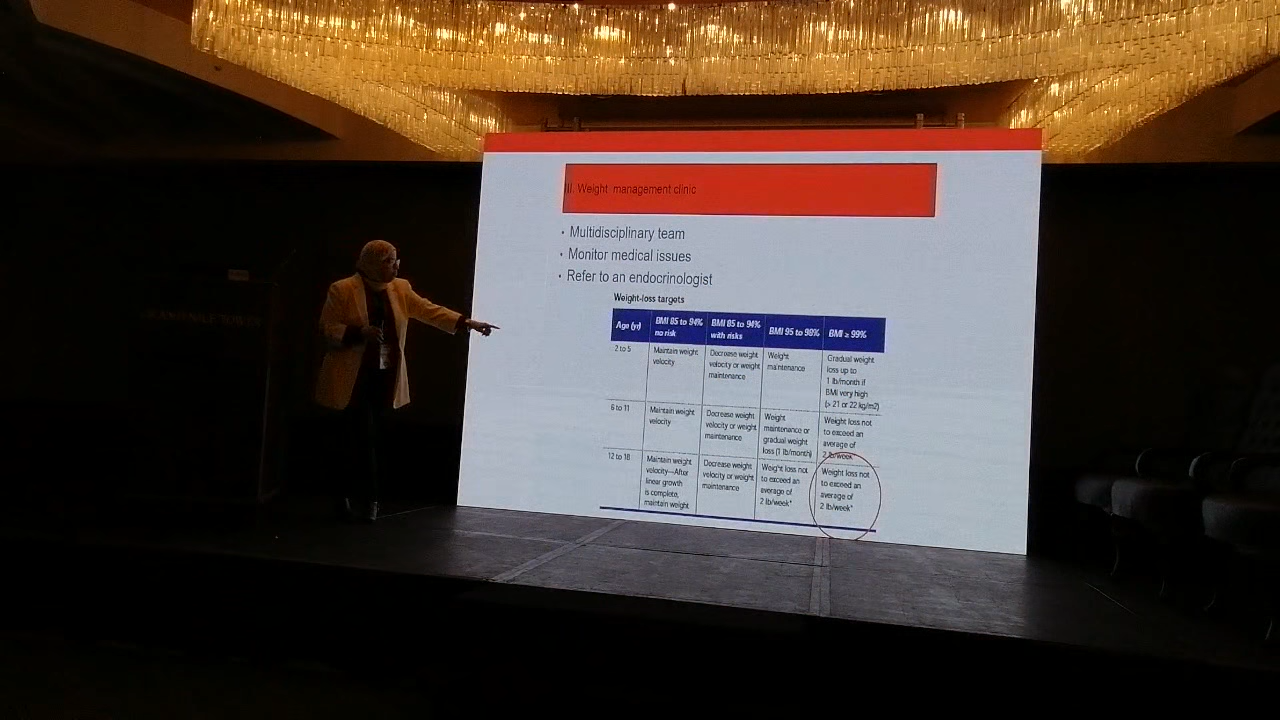 III. Weight management clinic
• Multidisciplinary team
• Monitor medical issues
• Refer to an endocrinologist
Weight-loss targets
Age (yr) BMI 85 to 94% no risk BMI 85 to 94% with risks BMI 95 to 98% BMI ≥ 99%
2 to 5 Maintain weight velocity Decrease weight velocity or weight maintenance Weight maintenance Gradual weight loss up to 1 lb/month if BMI very high (> 21 or 22 kg/m2)
6 to 11 Maintain weight velocity Decrease weight velocity or weight maintenance Weight maintenance or gradual weight loss (1 lb/month) Weight loss not to exceed an average of 2 lb/week*
12 to 18 Maintain weight velocity—After linear growth is complete, maintain weight Decrease weight velocity or weight maintenance Weight loss not to exceed an average of 2 lb/week* Weight loss not to exceed an average of 2 lb/week*